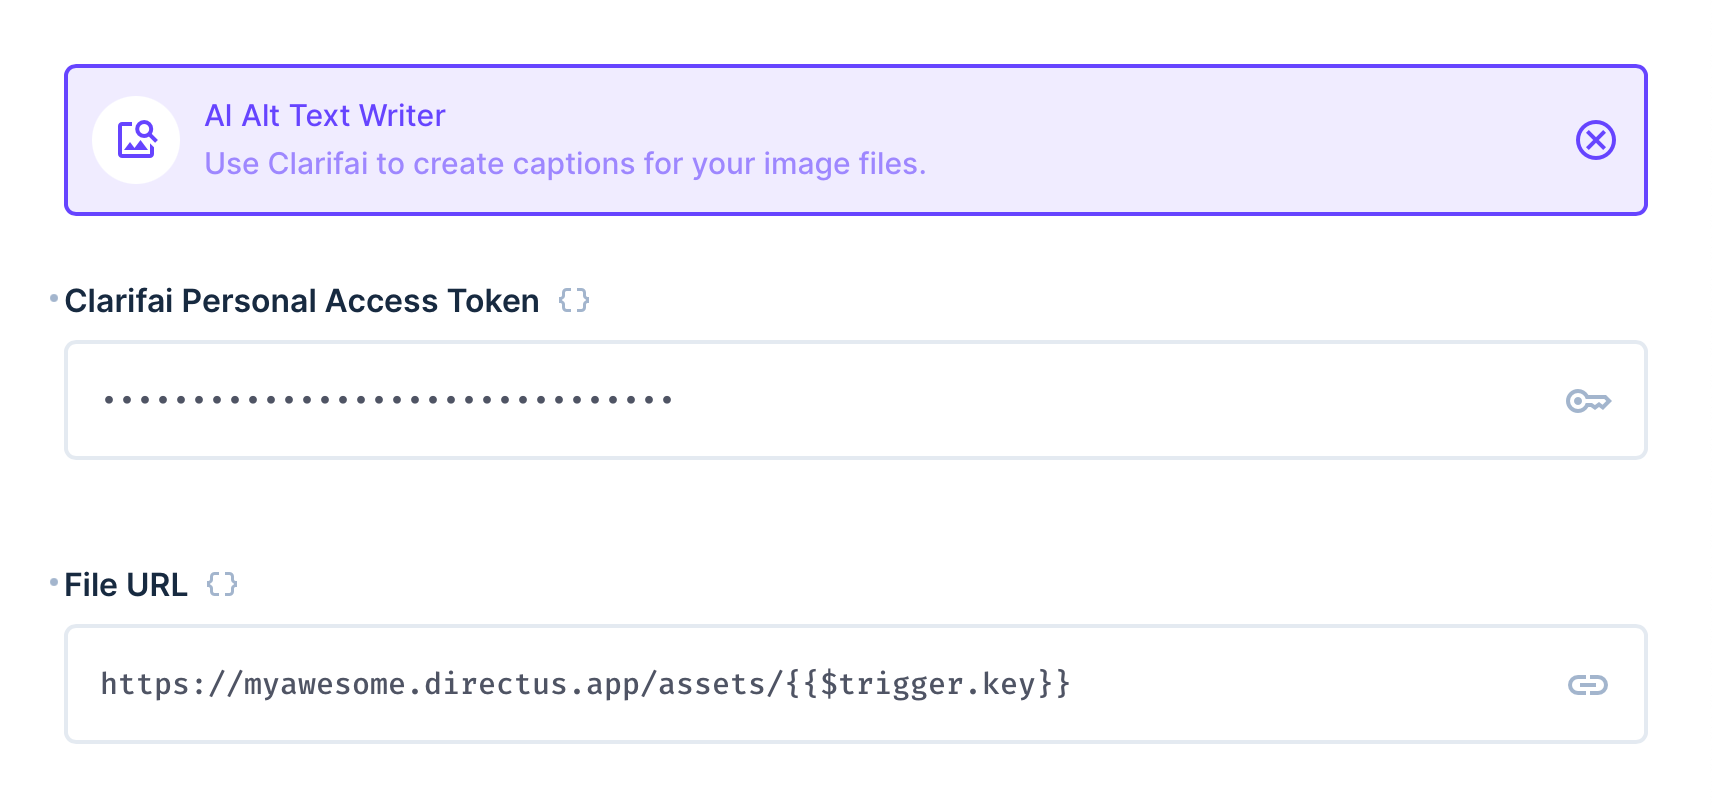 AI Alt Text Writer
Use Clarifai to create captions for your image files.
Clarifai Personal Access Token {}
••••••••••••••••••••••••••••••••
File URL {}
https://myawesome.directus.app/assets/{{$trigger.key}}